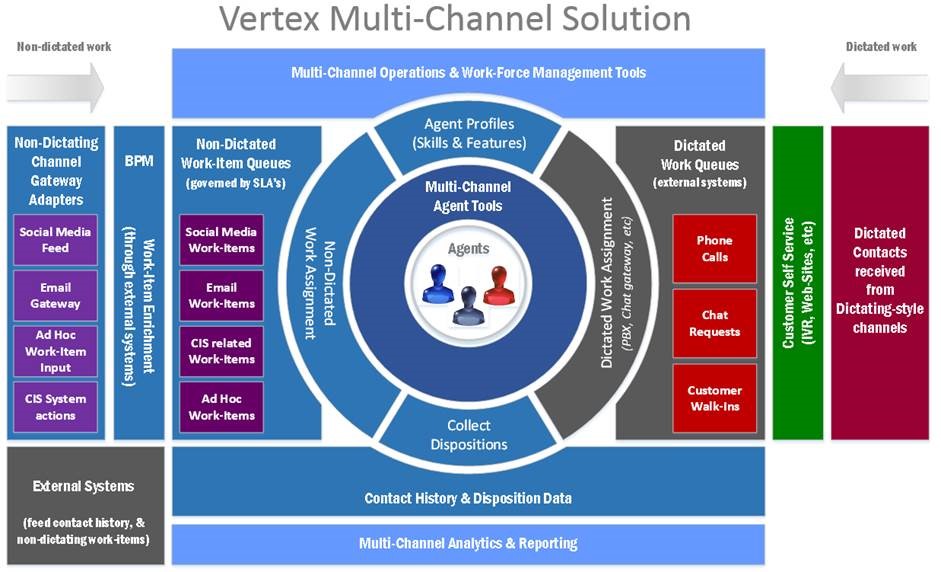 Vertex Multi-Channel Solution
Non-dictated work
Dictated work
Multi-Channel Operations & Work-Force Management Tools
Non-Dictating
Channel
Gateway
Adapters
Social Media
Feed
Email
Gateway
Ad Hoc
Work-Item
Input
CIS System
actions
BPM
Work-Item Enrichment
(through external systems)
Non-Dictated
Work-Item Queues
(governed by SLA's)
Social Media
Work-Items
Email
Work-Items
CIS related
Work-Items
Ad Hoc
Work-Items
Non-Dictated
Work Assignment
Agent Profiles
(Skills & Features)
Multi-Channel
Agent Tools
Agents
Collect
Dispositions
Dictated Work Assignment
(PBX, Chat gateway, etc)
Dictated
Work Queues
(external systems)
Phone
Calls
Chat
Requests
Customer
Walk-Ins
Customer Self Service
(IVR, Web-Sites, etc)
Dictated
Contacts
received
from
Dictating-style
channels
External Systems
(feed contact history, &
non-dictating work-items)
Contact History & Disposition Data
Multi-Channel Analytics & Reporting